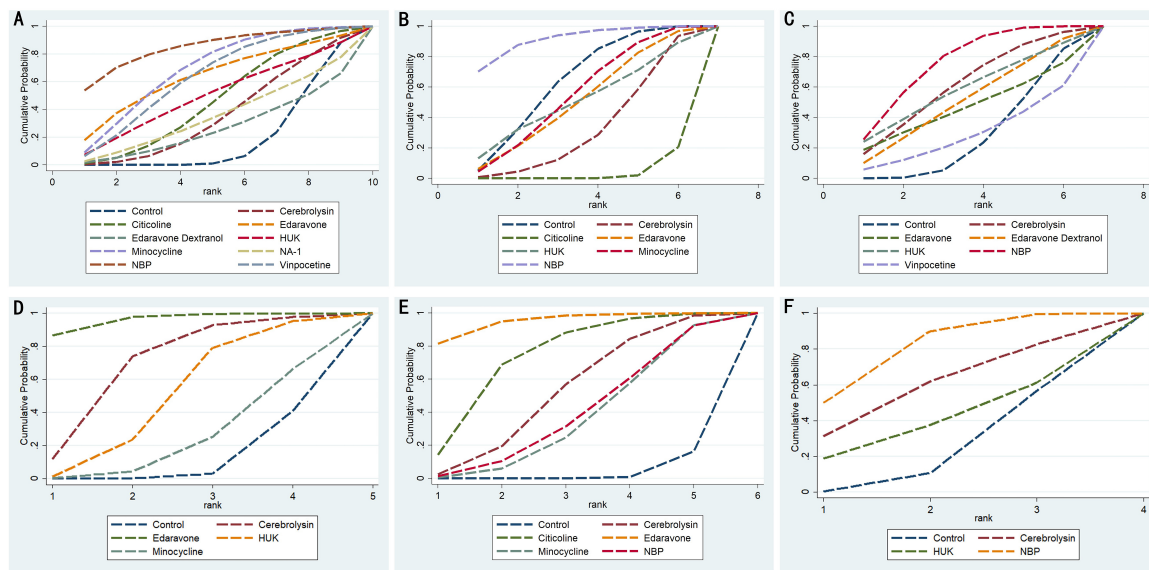 A
Cumulative Probability
1
.8
.6
.4
.2
0
0 2 4 6 8 10
rank
Control Cerebrolysin
Citicoline Edaravone
Edaravone Dextranol HUK
Minocycline NA-1
NBP Vinpocetine
B
Cumulative Probability
1
.8
.6
.4
.2
0
0 2 4 6 8
rank
Control Cerebrolysin
Citicoline Edaravone
HUK Minocycline
NBP
C
Cumulative Probability
1
.8
.6
.4
.2
0
0 2 4 6 8
rank
Control Cerebrolysin
Edaravone Edaravone Dextranol
HUK NBP
Vinpocetine
D
Cumulative Probability
1
.8
.6
.4
.2
0
1 2 3 4 5
rank
Control Cerebrolysin
Edaravone HUK
Minocycline
E
Cumulative Probability
1
.8
.6
.4
.2
0
1 2 3 4 5 6
rank
Control Cerebrolysin
Citicoline Edaravone
Minocycline NBP
F
Cumulative Probability
1
.8
.6
.4
.2
0
1 2 3 4
rank
Control Cerebrolysin
HUK NBP